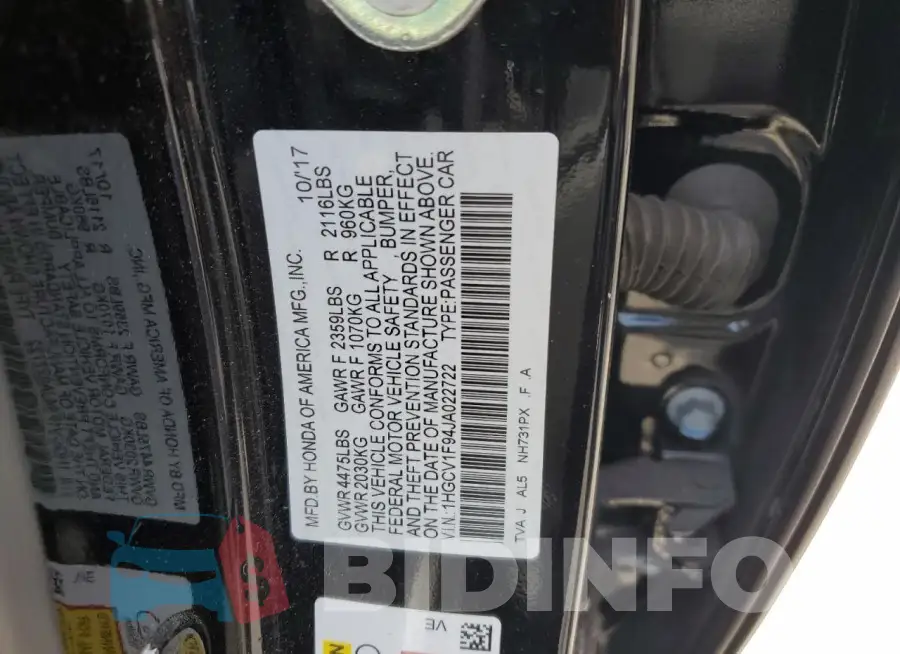 MFD.BY HONDA OF AMERICA MFG.,INC. 10/'17
GVWR 4475LBS GAWR F 2359LBS R 2116LBS
GVWR 2030KG GAWR F 1070KG R 960KG
THIS VEHICLE CONFORMS TO ALL APPLICABLE
FEDERAL MOTOR VEHICLE SAFETY , BUMPER,
AND THEFT PREVENTION STANDARDS IN EFFECT
ON THE DATE OF MANUFACTURE SHOWN ABOVE.
V.I.N.:1HGCV1F94JA022722 TYPE:PASSENGER CAR
TVA J AL5 NH731PX .F .A
BIDINFO